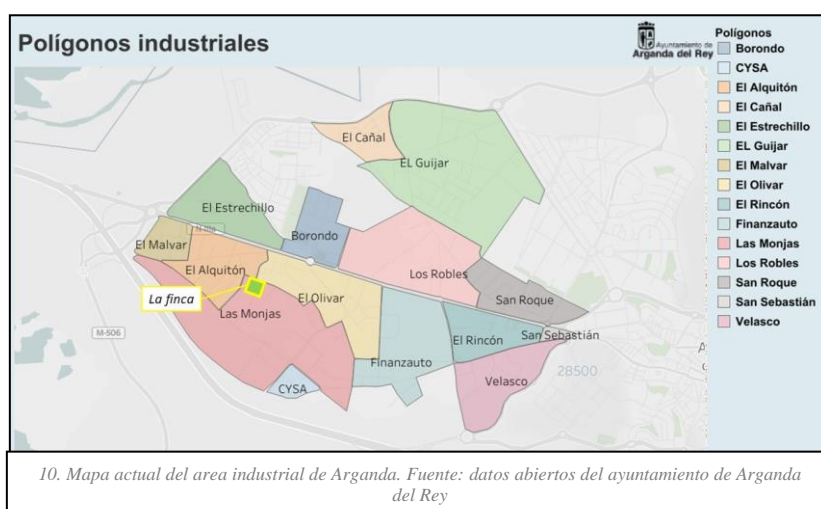 Polígonos industriales
Ayuntamiento de
Arganda del Rey
Polígonos
Borondo
CYSA
El Alquitón
El Cañal
El Estrechillo
EL Guijar
El Malvar
El Olivar
El Rincón
Finanzauto
Las Monjas
Los Robles
San Roque
San Sebastián
Velasco
El Cañal
EL Guijar
El Estrechillo
Borondo
El Malvar
El Alquitón
Los Robles
La finca
El Olivar
San Roque
Las Monjas
M-506
El Rincón
San Sebastián
Finanzauto
CYSA
Velasco
28500
10. Mapa actual del area industrial de Arganda. Fuente: datos abiertos del ayuntamiento de Arganda
del Rey